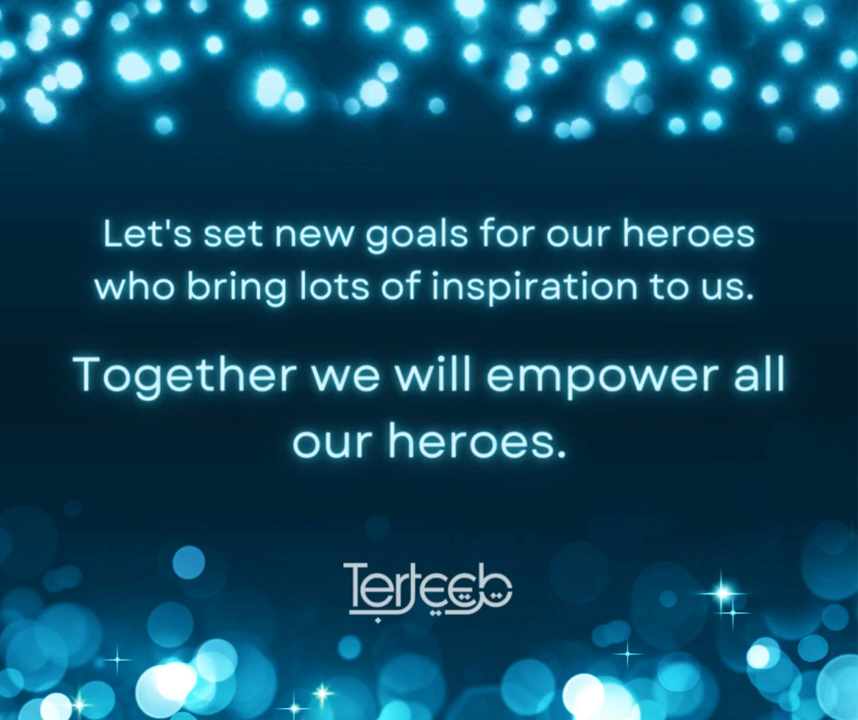 Let's set new goals for our heroes
who bring lots of inspiration to us.
Together we will empower all
our heroes.
Terteeb